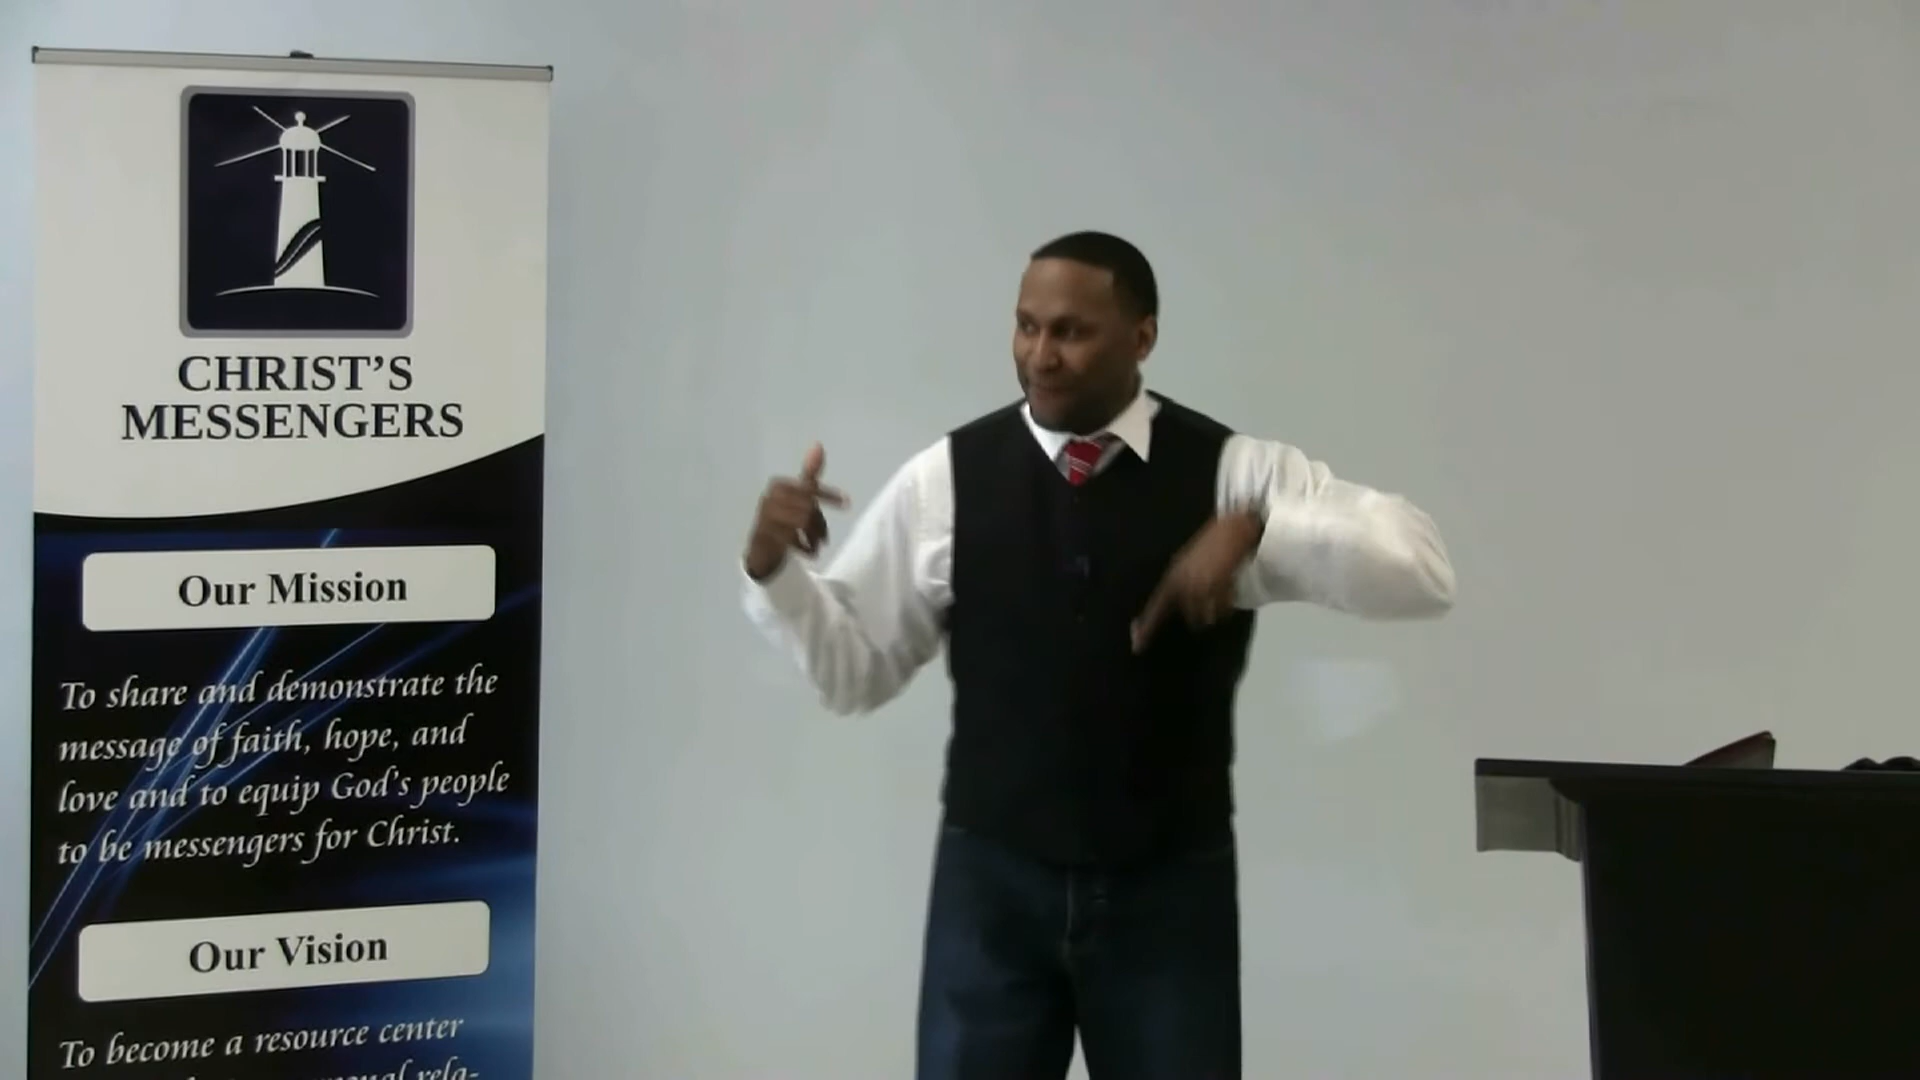 CHRIST’S
MESSENGERS
Our Mission
To share and demonstrate the
message of faith, hope, and
love and to equip God's people
to be messengers for Christ.
Our Vision
To become a resource center
rela-